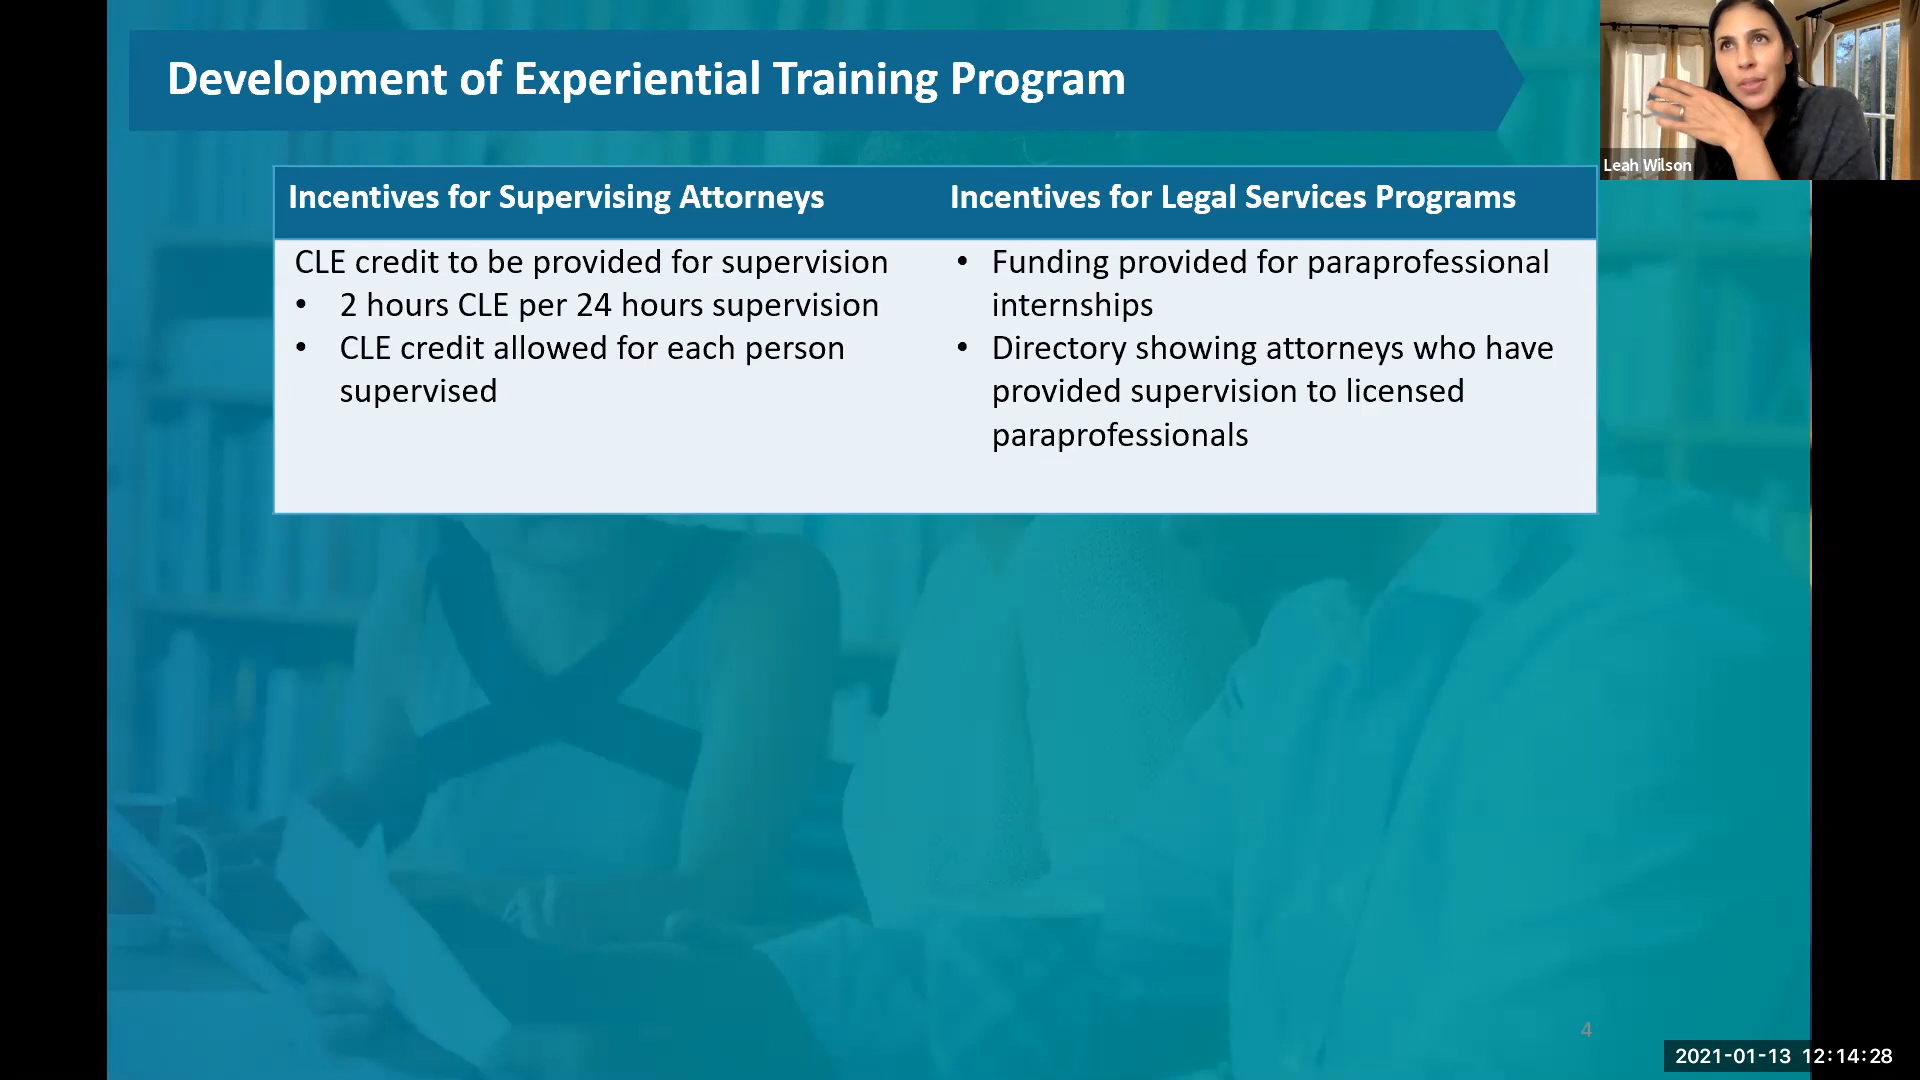 Development of Experiential Training Program
Leah Wilson
Incentives for Supervising Attorneys
CLE credit to be provided for supervision
• 2 hours CLE per 24 hours supervision
• CLE credit allowed for each person
supervised
Incentives for Legal Services Programs
• Funding provided for paraprofessional
internships
• Directory showing attorneys who have
provided supervision to licensed
paraprofessionals
4
2021-01-13 12:14:28